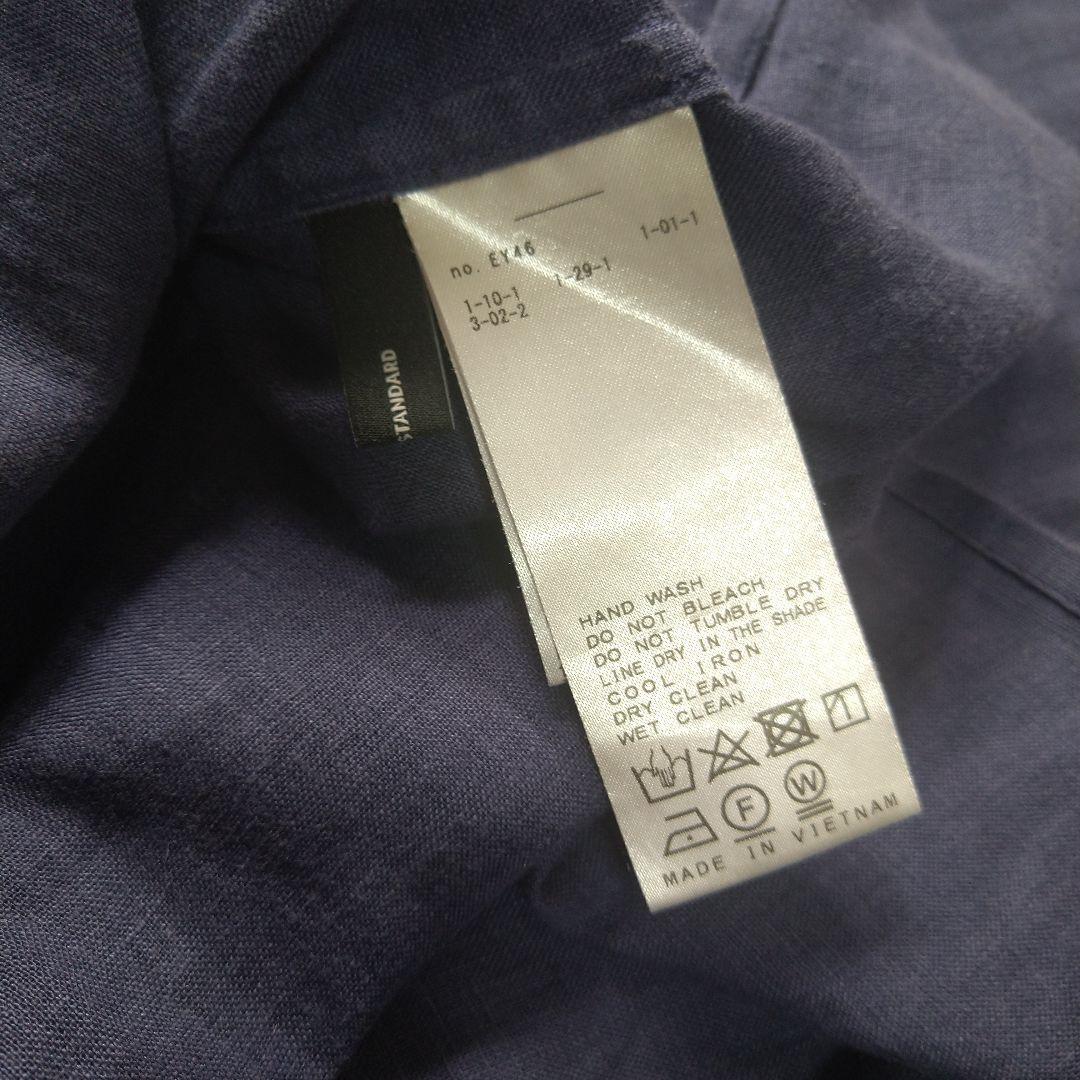 STANDARD
no. EY46
1-01-1
1-10-1
1-29-1
3-02-2
HAND WASH
DO NOT BLEACH
DO NOT TUMBLE DRY
LINE DRY IN THE SHADE
COOL IRON
DRY CLEAN
WET CLEAN
F
W
MADE IN VIETNAM